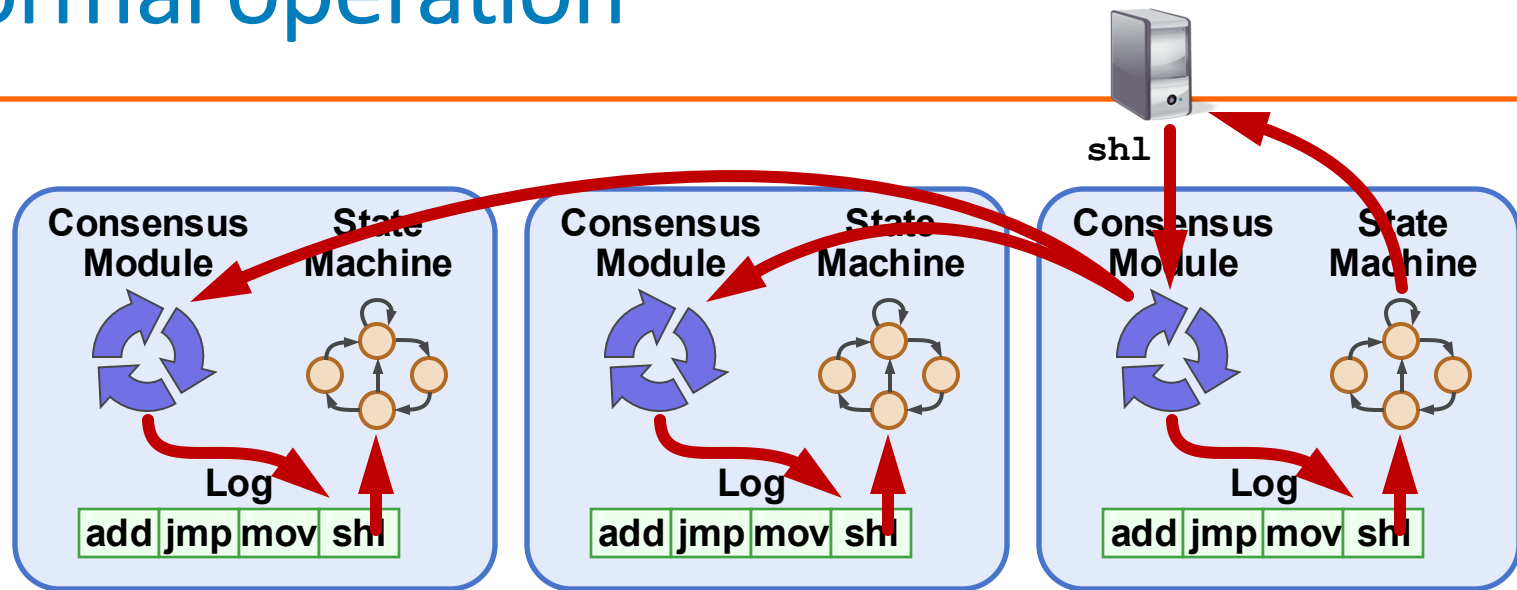 ormal operation
shl
Consensus Module
State Machine
Consensus Module
State Machine
Consensus Module
State Machine
Log
add jmp mov shl
Log
add jmp mov shl
Log
add jmp mov shl